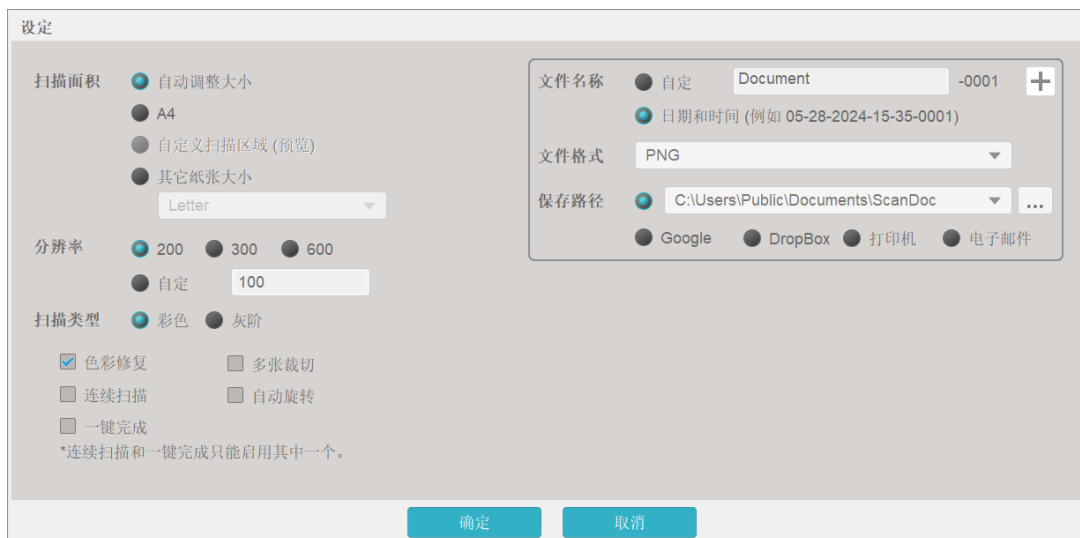 设定
扫描面积 自动调整大小
A4
自定义扫描区域 (预览)
其它纸张大小
Letter
分辨率 200 300 600
自定 100
扫描类型 彩色 灰阶
色彩修复 多张裁切
连续扫描 自动旋转
一键完成
*连续扫描和一键完成只能启用其中一个。
文件名称 自定 Document -0001
日期和时间 (例如 05-28-2024-15-35-0001)
文件格式 PNG
保存路径 C:\Users\Public\Documents\ScanDoc ...
Google DropBox 打印机 电子邮件
确定 取消